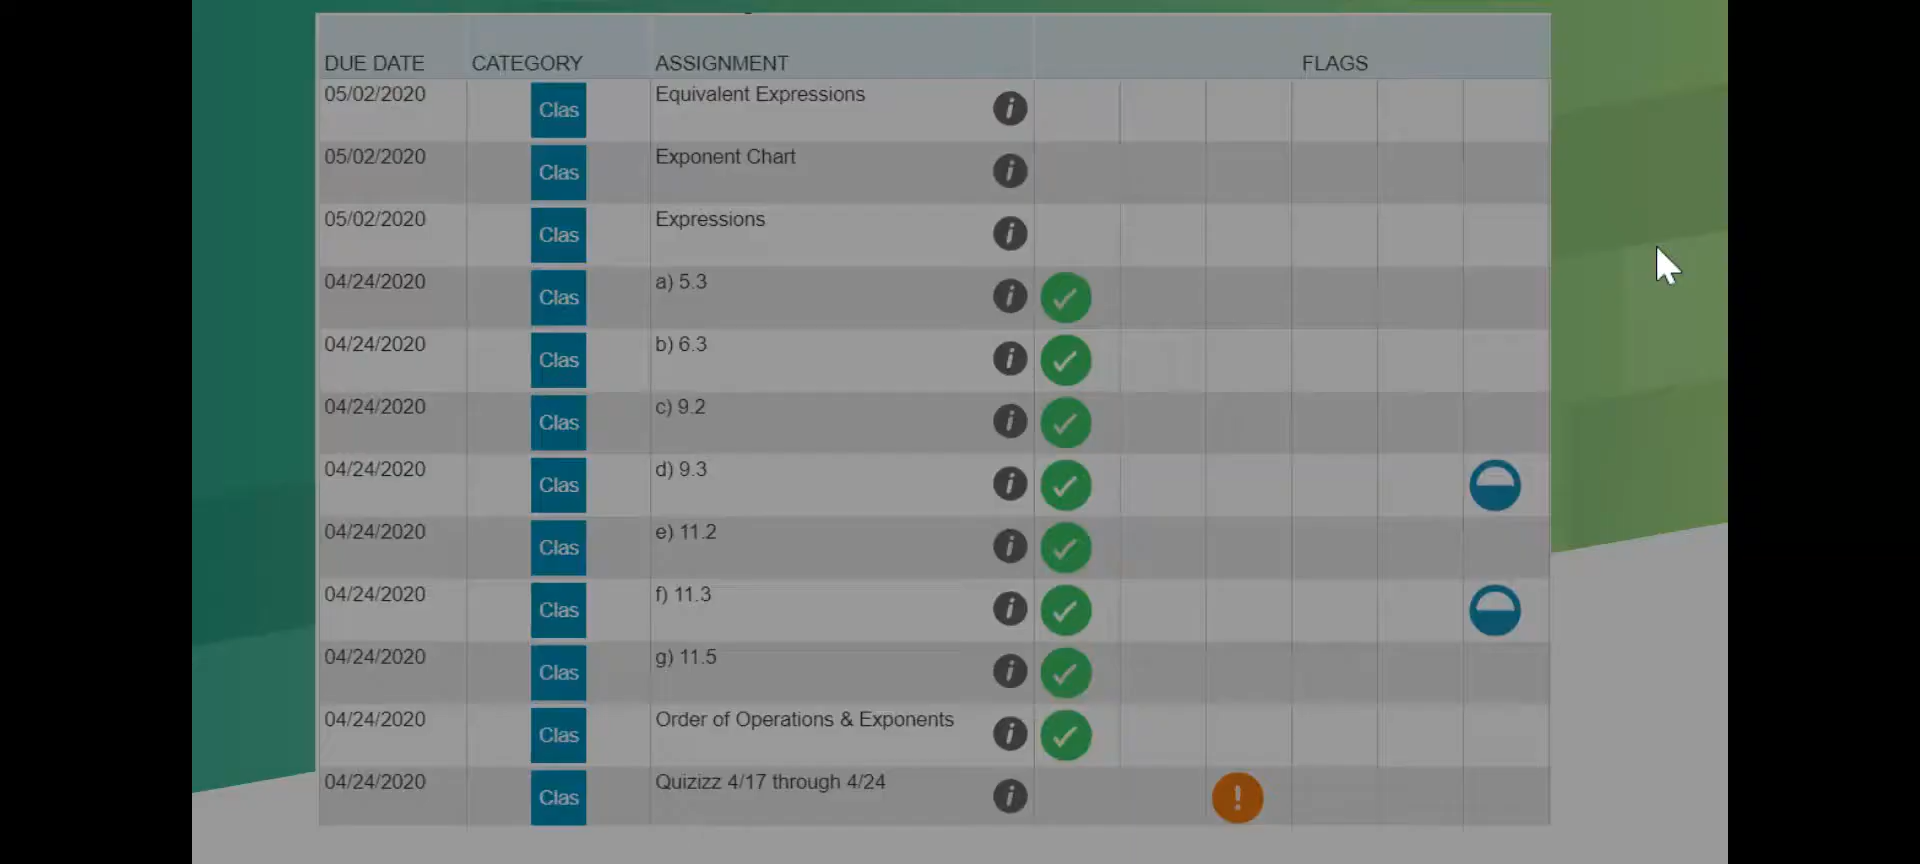 DUE DATE CATEGORY ASSIGNMENT FLAGS
05/02/2020 Clas Equivalent Expressions i
05/02/2020 Clas Exponent Chart i
05/02/2020 Clas Expressions i
04/24/2020 Clas a) 5.3 i
04/24/2020 Clas b) 6.3 i
04/24/2020 Clas c) 9.2 i
04/24/2020 Clas d) 9.3 i
04/24/2020 Clas e) 11.2 i
04/24/2020 Clas f) 11.3 i
04/24/2020 Clas g) 11.5 i
04/24/2020 Clas Order of Operations & Exponents i
04/24/2020 Clas Quizizz 4/17 through 4/24 i !